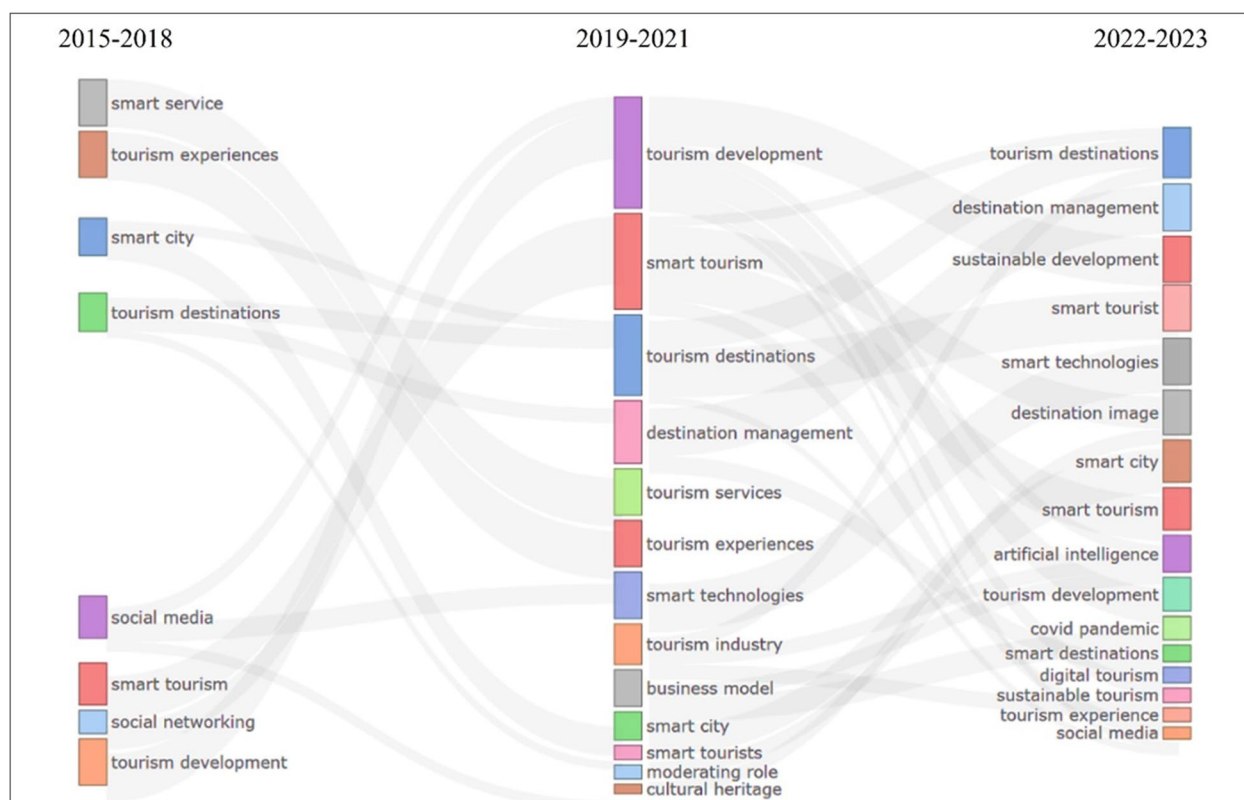 2015-2018
2019-2021
2022-2023
smart service
tourism experiences
smart city
tourism destinations
social media
smart tourism
social networking
tourism development
tourism development
smart tourism
tourism destinations
destination management
tourism services
tourism experiences
smart technologies
tourism industry
business model
smart city
smart tourists
moderating role
cultural heritage
tourism destinations
destination management
sustainable development
smart tourist
smart technologies
destination image
smart city
smart tourism
artificial intelligence
tourism development
covid pandemic
smart destinations
digital tourism
sustainable tourism
tourism experience
social media